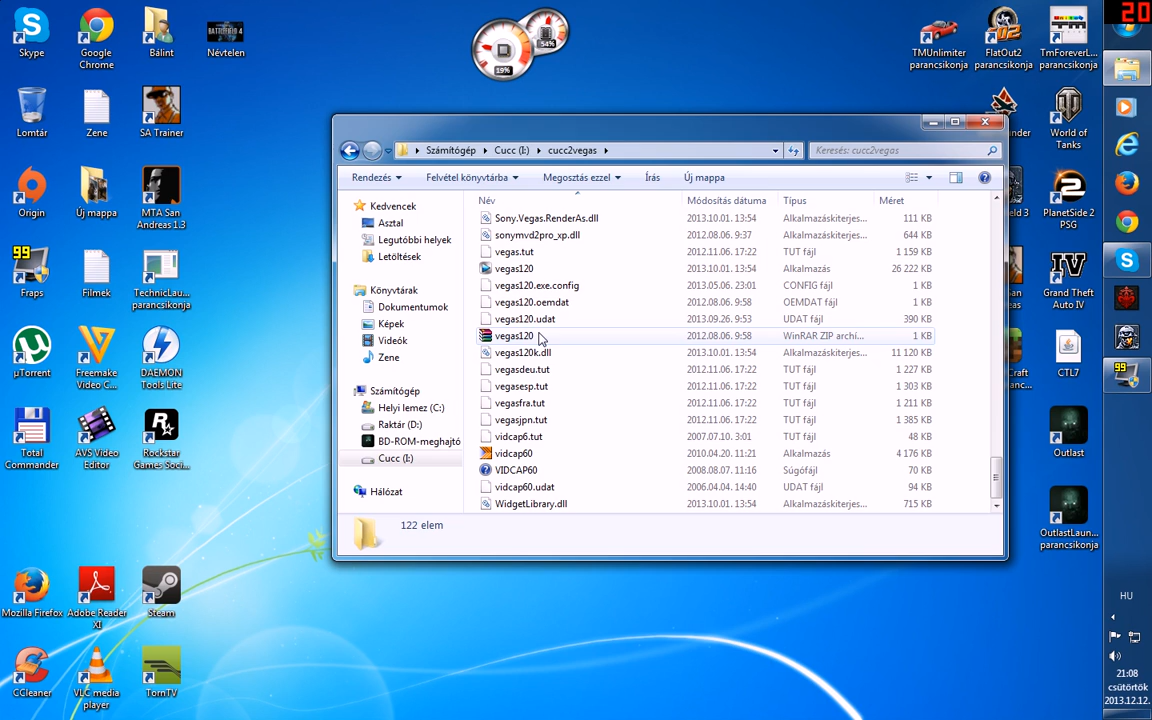 Skype
Google
Chrome
Bálint
Névtelen
Lomtár
Zene
SA Trainer
Origin
Új mappa
MTA San
Andreas 1.3
Fraps
Filmek
TechnicLau...
parancsikonja
µTorrent
Freemake
Video C...
DAEMON
Tools Lite
Total
Commander
AVS Video
Editor
Rockstar
Games Soci...
Mozilla Firefox
Adobe Reader
XI
Steam
CCleaner
VLC media
player
TornTV
19%
54%
Számítógép
Cucc (I:)
cucc2vegas
Keresés: cucc2vegas
Rendezés
Felvétel könyvtárba
Megosztás ezzel
Írás
Új mappa
Kedvencek
Asztal
Legutóbbi helyek
Letöltések
Könyvtárak
Dokumentumok
Képek
Videók
Zene
Számítógép
Helyi lemez (C:)
Raktár (D:)
BD-ROM-meghajtó
Cucc (I:)
Hálózat
Név Módosítás dátuma Típus Méret
Sony.Vegas.RenderAs.dll 2013.10.01. 13:54 Alkalmazáskiterjes... 111 KB
sonymvd2pro_xp.dll 2012.08.06. 9:37 Alkalmazáskiterjes... 644 KB
vegas.tut 2012.11.06. 17:22 TUT fájl 1 159 KB
vegas120 2013.10.01. 13:54 Alkalmazás 26 222 KB
vegas120.exe.config 2013.05.06. 23:01 CONFIG fájl 1 KB
vegas120.oemdat 2012.08.06. 9:58 OEMDAT fájl 1 KB
vegas120.udat 2013.09.26. 9:53 UDAT fájl 390 KB
vegas120 2012.08.06. 9:58 WinRAR ZIP archí... 1 KB
vegas120k.dll 2013.10.01. 13:54 Alkalmazáskiterjes... 11 120 KB
vegasdeu.tut 2012.11.06. 17:22 TUT fájl 1 227 KB
vegasesp.tut 2012.11.06. 17:22 TUT fájl 1 303 KB
vegasfra.tut 2012.11.06. 17:22 TUT fájl 1 211 KB
vegasjpn.tut 2012.11.06. 17:22 TUT fájl 1 385 KB
vidcap6.tut 2007.07.10. 3:01 TUT fájl 48 KB
vidcap60 2010.04.20. 11:21 Alkalmazás 4 176 KB
VIDCAP60 2008.08.07. 11:16 Súgófájl 70 KB
vidcap60.udat 2006.04.04. 14:40 UDAT fájl 94 KB
WidgetLibrary.dll 2013.10.01. 13:54 Alkalmazáskiterjes... 715 KB
122 elem
TMUnlimiter
parancsikonja
FlatOut2
parancsikonja
TmForeverL...
parancsikonja
World of
Tanks
PlanetSide 2
PSG
Grand Theft
Auto IV
CTL7
Outlast
OutlastLaun...
parancsikonja
20
99
99
HU
21:08
csütörtök
2013.12.12.